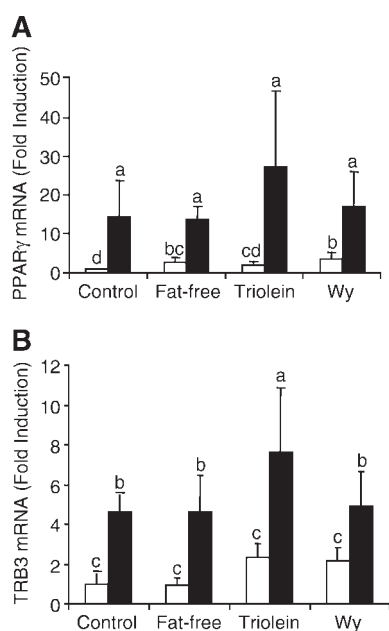 A
PPARγ mRNA (Fold Induction)
50
40
30
20
10
0
d a bc a cd a b a
Control Fat-free Triolein Wy
B
TRB3 mRNA (Fold Induction)
12
10
8
6
4
2
0
c b c b c a c b
Control Fat-free Triolein Wy